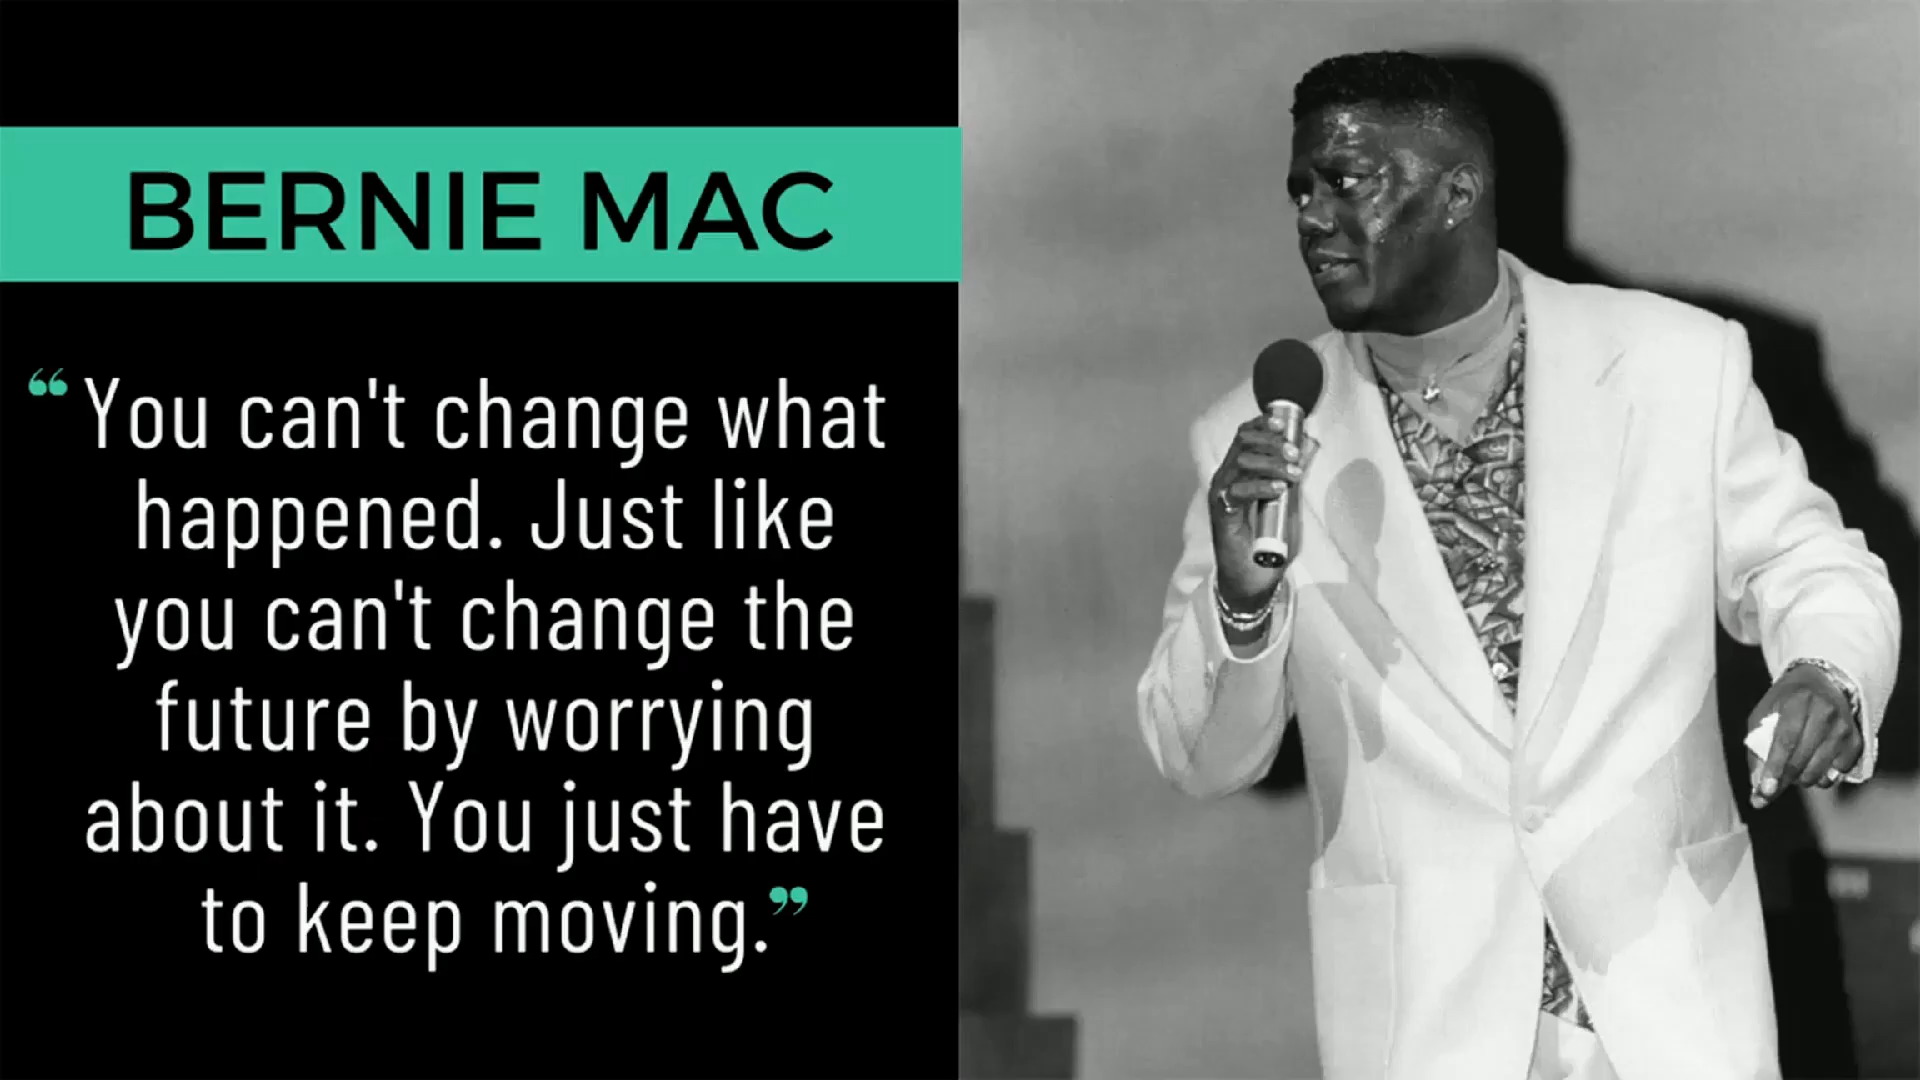 BERNIE MAC
“You can't change what
happened. Just like
you can't change the
future by worrying
about it. You just have
to keep moving.”